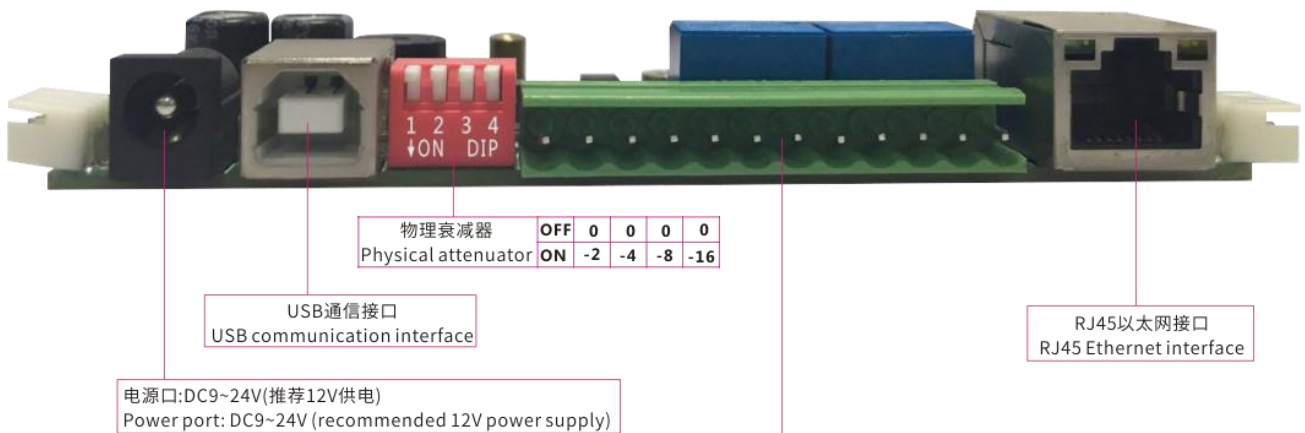 1 2 3 4
↓ON DIP
物理衰减器 OFF 0 0 0 0
Physical attenuator ON -2 -4 -8 -16
USB通信接口
USB communication interface
RJ45以太网接口
RJ45 Ethernet interface
电源口:DC9~24V(推荐12V供电)
Power port: DC9~24V (recommended 12V power supply)